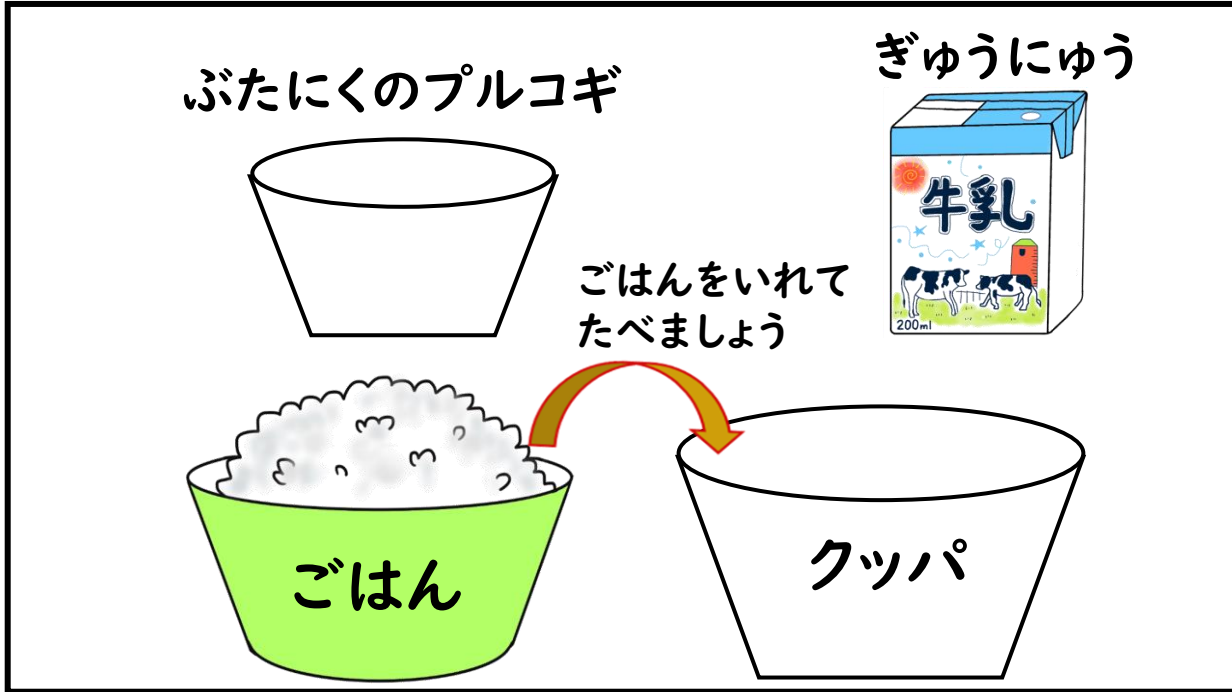 ぶたにくのプルコギ
ぎゅうにゅう
牛乳
200ml
ごはんをいれて
たべましょう
ごはん
クッパ